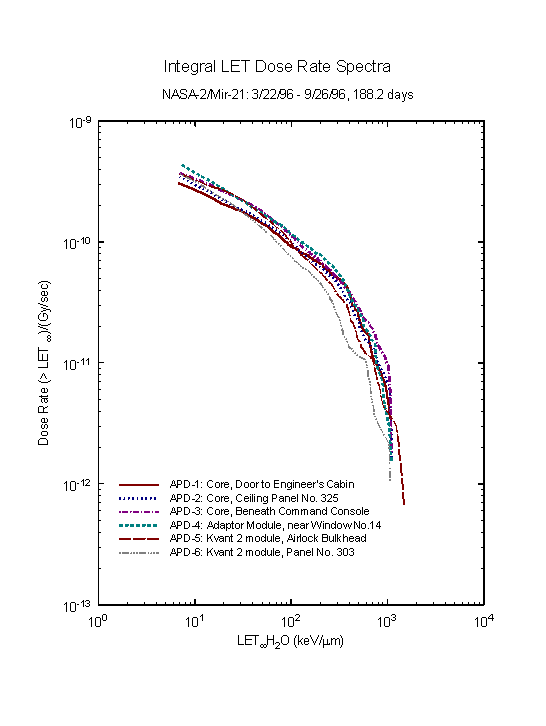 Integral LET Dose Rate Spectra
NASA-2/Mir-21: 3/22/96 - 9/26/96, 188.2 days
Dose Rate (> LET ∞)/(Gy/sec)
10⁻⁹
10⁻¹⁰
10⁻¹¹
10⁻¹²
10⁻¹³
APD-1: Core, Door to Engineer's Cabin
APD-2: Core, Ceiling Panel No. 325
APD-3: Core, Beneath Command Console
APD-4: Adaptor Module, near Window No.14
APD-5: Kvant 2 module, Airlock Bulkhead
APD-6: Kvant 2 module, Panel No. 303
10⁰ 10¹ 10² 10³ 10⁴
LET∞H₂O (keV/μm)